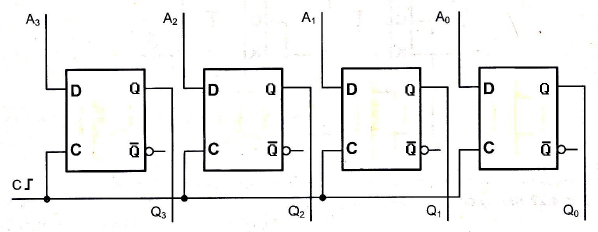 A3 A2 A1 A0
D Q D Q D Q D Q
C Q̅ C Q̅ C Q̅ C Q̅
C
Q3 Q2 Q1 Q0